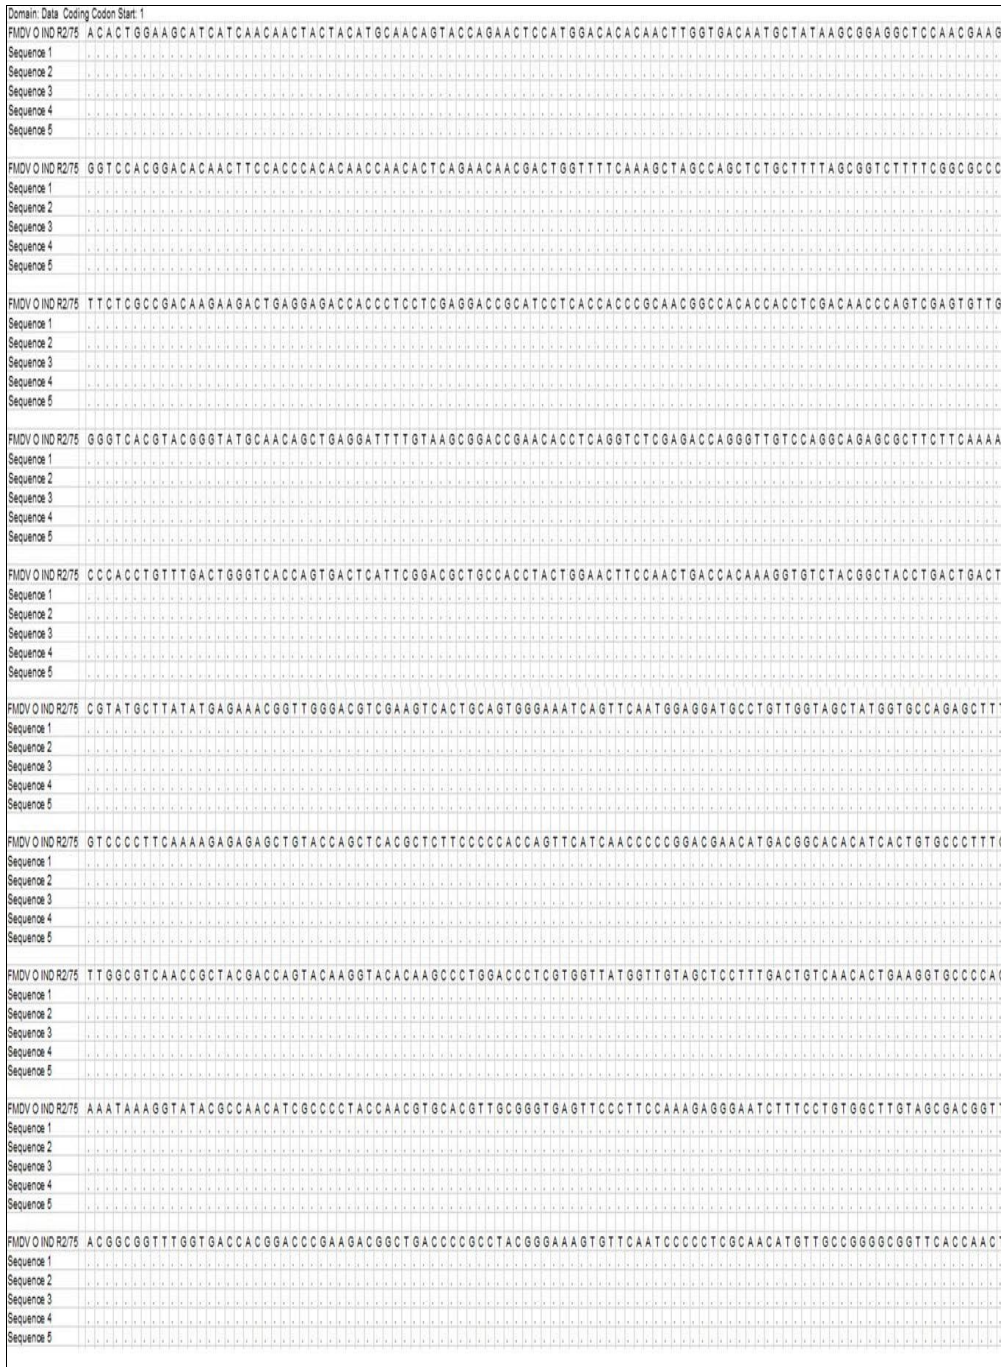 Domain: Data Coding Codon Start: 1
FMDV O IND R2/75 ACACTGGAAGCATCATCAACAACTACTACATGCAACAGTACCAGAACTCCATGGACACACAACTTGGTGACAATGCTATAAGCGGAGGCTCCAACGAAG
Sequence 1
Sequence 2
Sequence 3
Sequence 4
Sequence 5
FMDV O IND R2/75 GGTCCACGGACACAACTTCCACCCACACAACCAACACTCAGAACAACGACTGGTTTTCAAAGCTAGCCAGCTCTGCTTTTAGCGGTCTTTTCGGCGCCC
Sequence 1
Sequence 2
Sequence 3
Sequence 4
Sequence 5
FMDV O IND R2/75 TTCTCGCCGACAAGAAGACTGAGGAGACCACCCTCCTCGAGGACCGCATCCTCACCACCCGCAACGGCCACACCACCTCGACAACCCAGTCGAGTGTTG
Sequence 1
Sequence 2
Sequence 3
Sequence 4
Sequence 5
FMDV O IND R2/75 GGGTCACGTACGGGTATGCAACAGCTGAGGATTTTGTAAGCGGACCGAACACCTCAGGTCTCGAGACCAGGGTTGTCCAGGCAGAGCGCTTCTTCAAAA
Sequence 1
Sequence 2
Sequence 3
Sequence 4
Sequence 5
FMDV O IND R2/75 CCCACCTGTTTGACTGGGTCACCAGTGACTCATTCGGACGCTGCCACCTACTGGAACTTCCAACTGACCACAAAGGTGTCTACGGCTACCTGACTGACT
Sequence 1
Sequence 2
Sequence 3
Sequence 4
Sequence 5
FMDV O IND R2/75 CGTATGCTTATATGAGAAACGGTTGGGACGTCGAAGTCACTGCAGTGGGAAATCAGTTCAATGGAGGATGCCTGTTGGTAGCTATGGTGCCAGAGCTTT
Sequence 1
Sequence 2
Sequence 3
Sequence 4
Sequence 5
FMDV O IND R2/75 GTCCCCTTCAAAAGAGAGAGCTGTACCAGCTCACGCTCTTCCCCCACCAGTTCATCAACCCCCGGACGAACATGACGGCACACATCACTGTGCCCTTTG
Sequence 1
Sequence 2
Sequence 3
Sequence 4
Sequence 5
FMDV O IND R2/75 TTGGCGTCAACCGCTACGACCAGTACAAGGTACACAAGCCCTGGACCCTCGTGGTTATGGTTGTAGCTCCTTTGACTGTCAACACTGAAGGTGCCCCAC
Sequence 1
Sequence 2
Sequence 3
Sequence 4
Sequence 5
FMDV O IND R2/75 AAATAAAGGTATACGCCAACATCGCCCCTACCAACGTGCACGTTGCGGGTGAGTTCCCTTCCAAAGAGGGAATCTTTCCTGTGGCTTGTAGCGACGGTT
Sequence 1
Sequence 2
Sequence 3
Sequence 4
Sequence 5
FMDV O IND R2/75 ACGGCGGTTTGGTGACCACGGACCCGAAGACGGCTGACCCCGCCTACGGGAAAGTGTTCAATCCCCCTCGCAACATGTTGCCGGGGCGGTTCACCAACT
Sequence 1
Sequence 2
Sequence 3
Sequence 4
Sequence 5